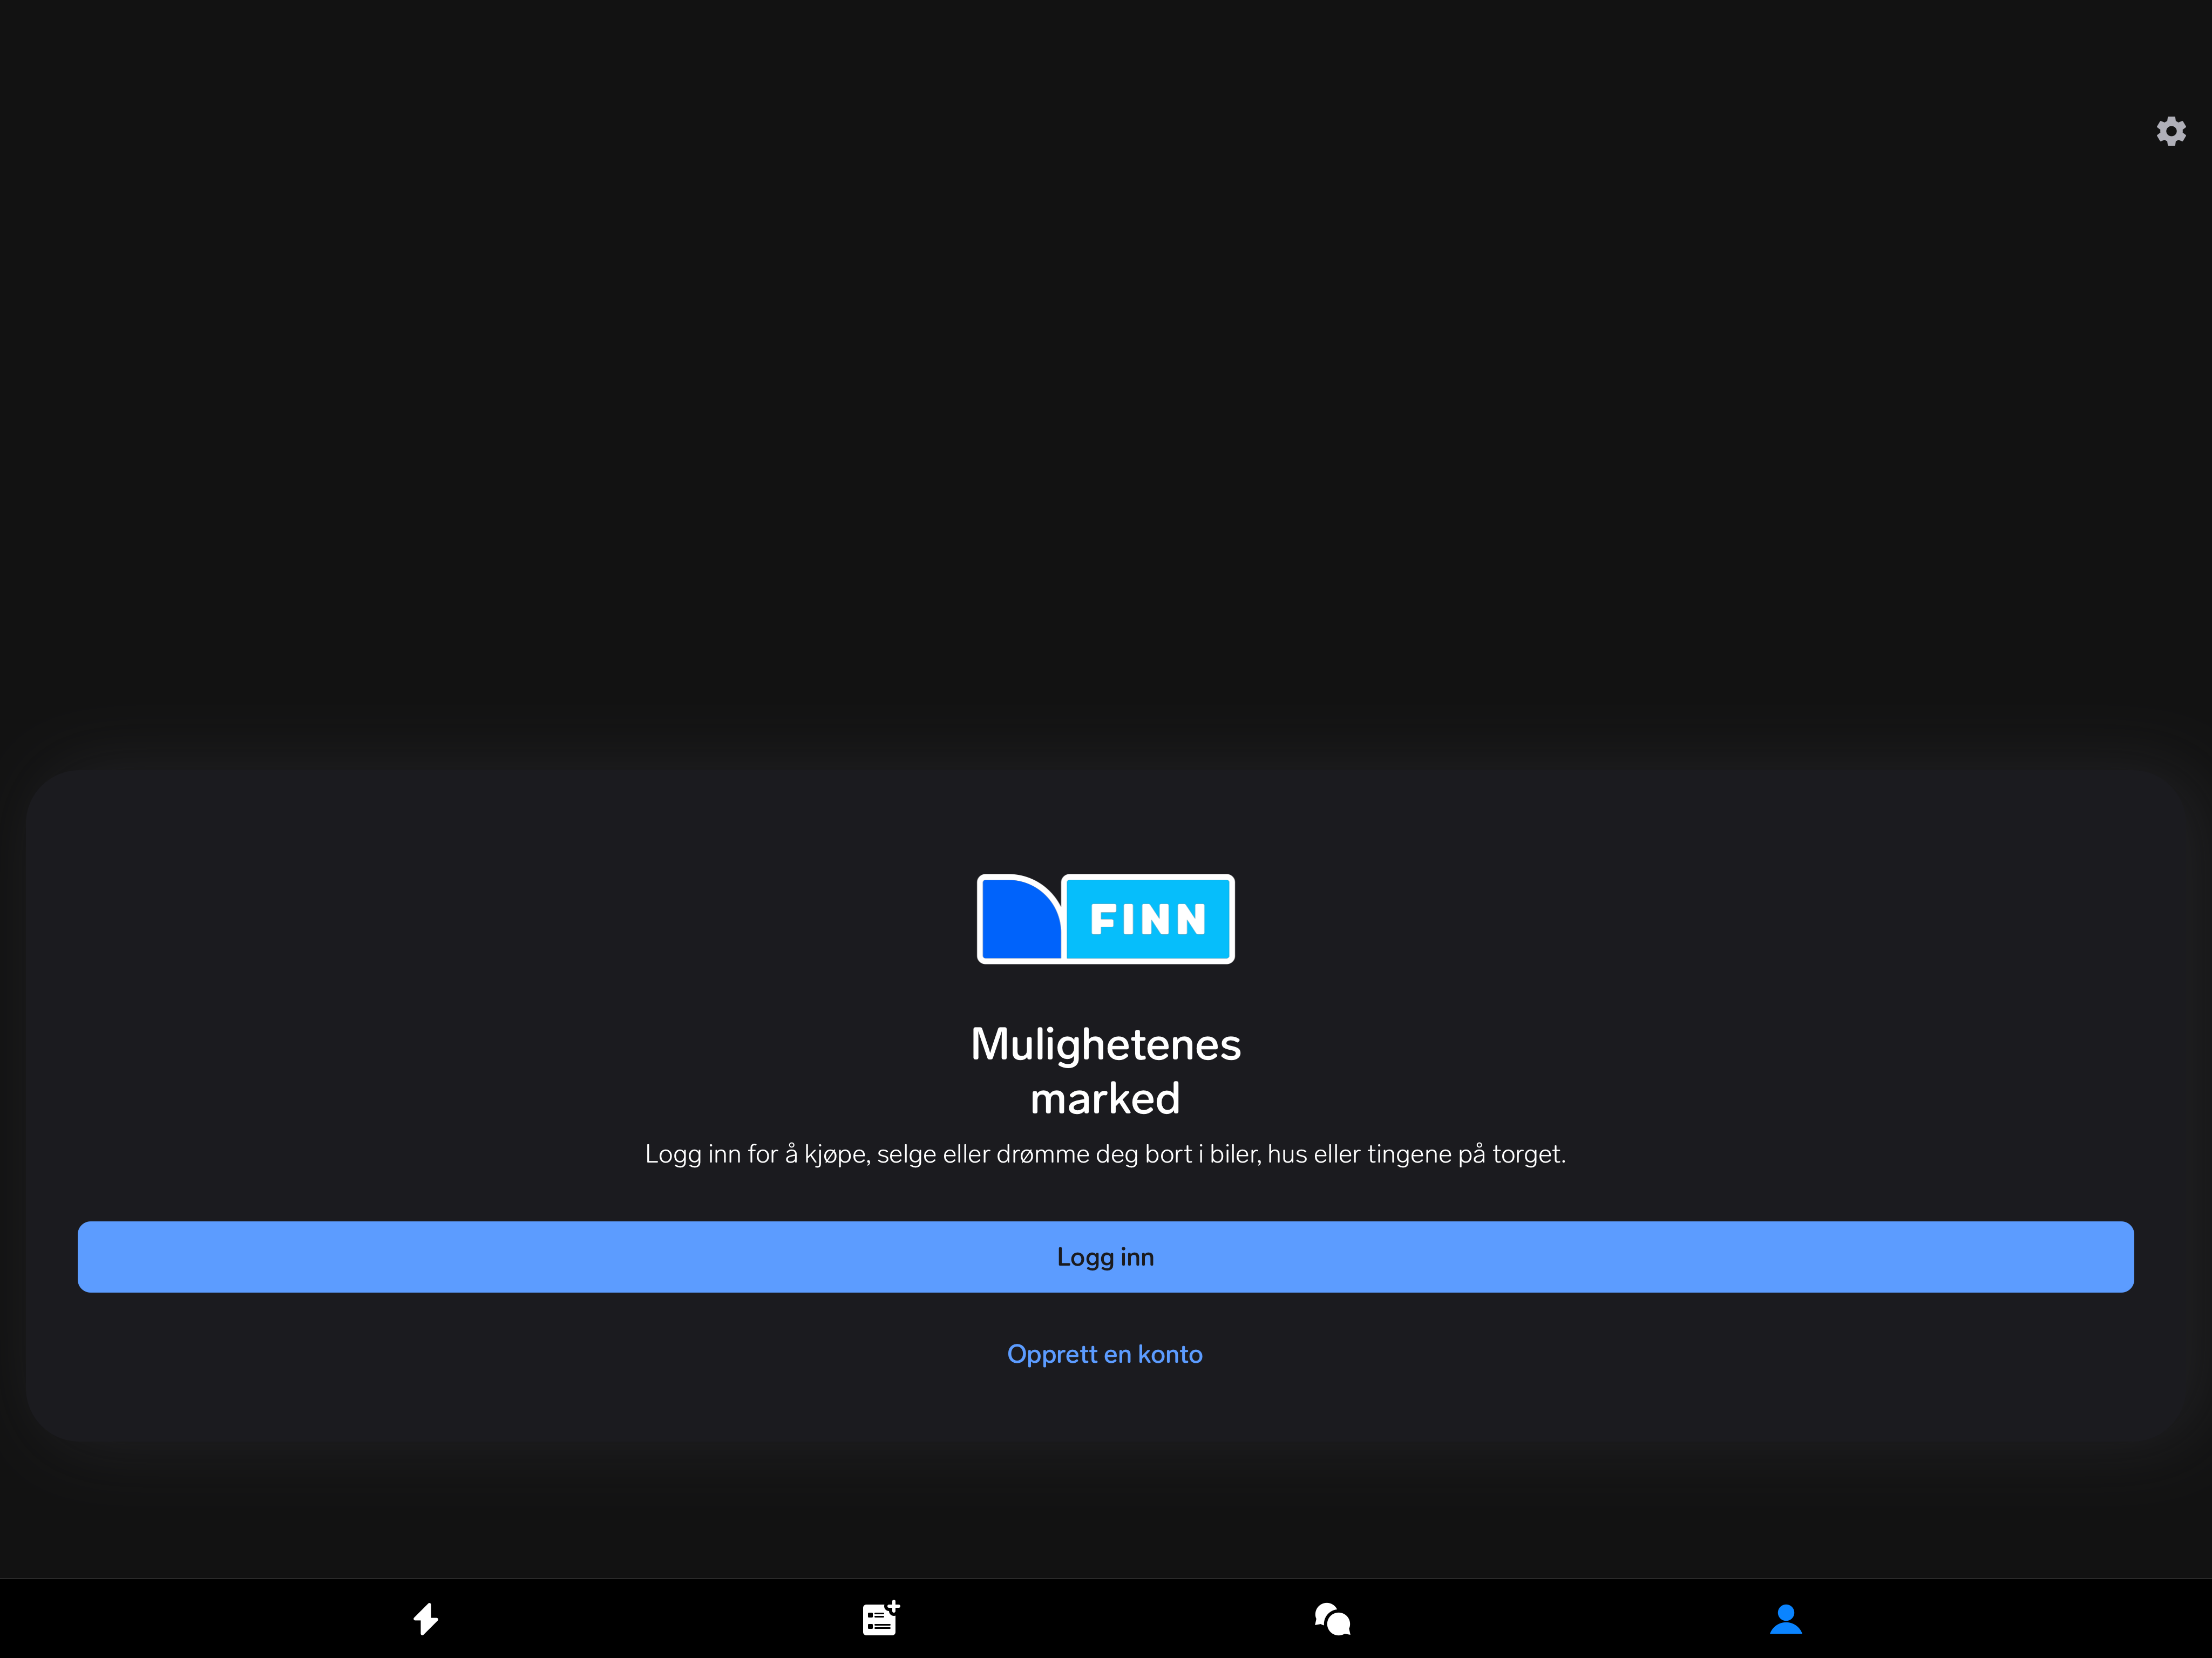 FINN
Mulighetenes
marked
Logg inn for å kjøpe, selge eller drømme deg bort i biler, hus eller tingene på torget.
Logg inn
Opprett en konto